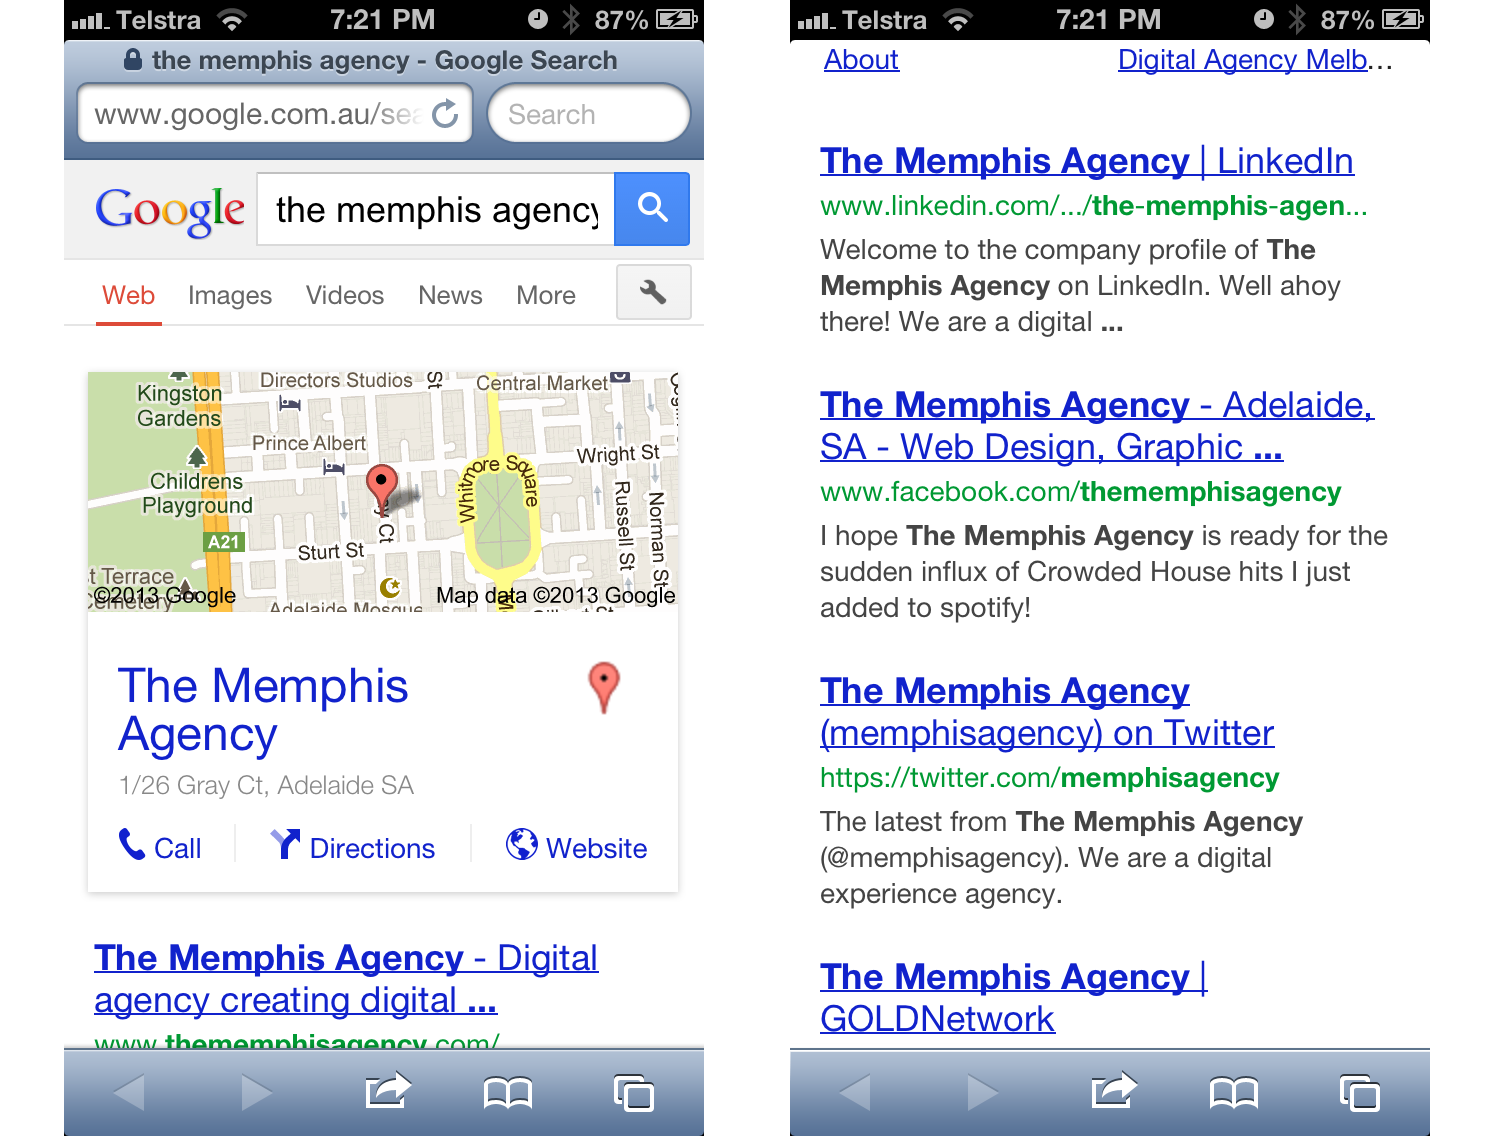 Telstra 7:21 PM 87%
the memphis agency - Google Search
www.google.com.au/sea
Search
Google
the memphis agency
Web Images Videos News More
Kingston
Gardens
Directors Studios
St
Central Market
Prince Albert
Wright St
Childrens
Playground
Whitmore Square
Russell St
Norman St
A21
Sturt St
Ct
t Terrace
Cemetery
©2013 Google
Adelaide Mosque
Map data ©2013 Google
The Memphis
Agency
1/26 Gray Ct, Adelaide SA
Call Directions Website
The Memphis Agency - Digital
agency creating digital ...
www.thememphisagency.com/
Telstra 7:21 PM 87%
About Digital Agency Melb...
The Memphis Agency | LinkedIn
www.linkedin.com/.../the-memphis-agen...
Welcome to the company profile of The
Memphis Agency on LinkedIn. Well ahoy
there! We are a digital ...
The Memphis Agency - Adelaide,
SA - Web Design, Graphic ...
www.facebook.com/thememphisagency
I hope The Memphis Agency is ready for the
sudden influx of Crowded House hits I just
added to spotify!
The Memphis Agency
(memphisagency) on Twitter
https://twitter.com/memphisagency
The latest from The Memphis Agency
(@memphisagency). We are a digital
experience agency.
The Memphis Agency |
GOLDNetwork